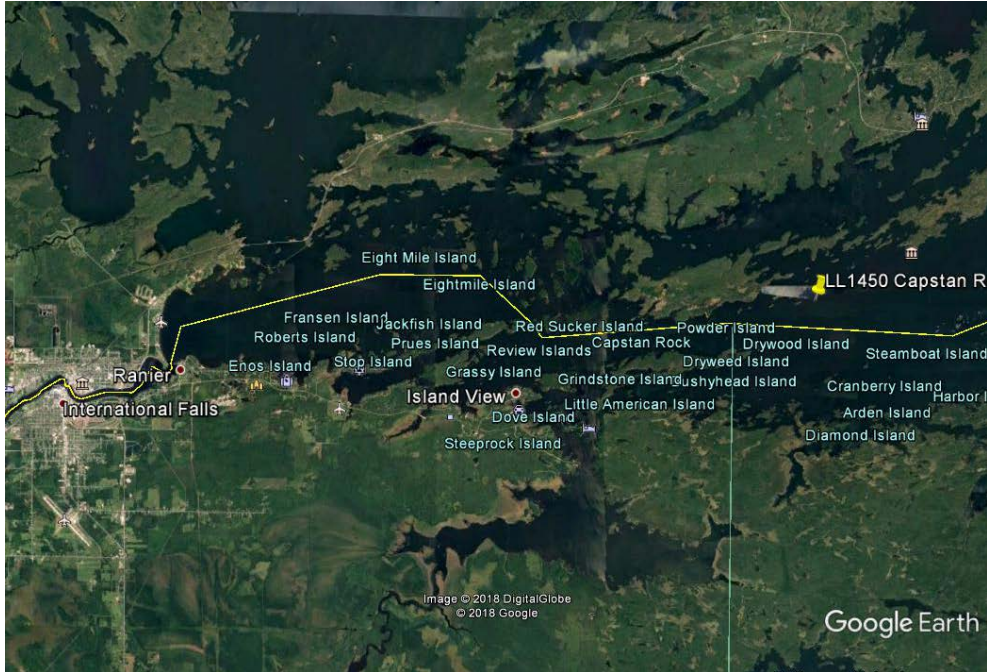 Eight Mile Island
Eightmile Island
LL1450 Capstan R
Fransen Island
Jackfish Island
Red Sucker Island
Powder Island
Roberts Island
Prues Island
Review Islands
Capstan Rock
Drywood Island
Steamboat Island
Enos Island
Stop Island
Grassy Island
Dryweed Island
Ranier
Grindstone Island
ushyhead Island
Cranberry Island
Harbor I
Island View
International Falls
Little American Island
Dove Island
Arden Island
Steeprock Island
Diamond Island
Image © 2018 DigitalGlobe
© 2018 Google
Google Earth